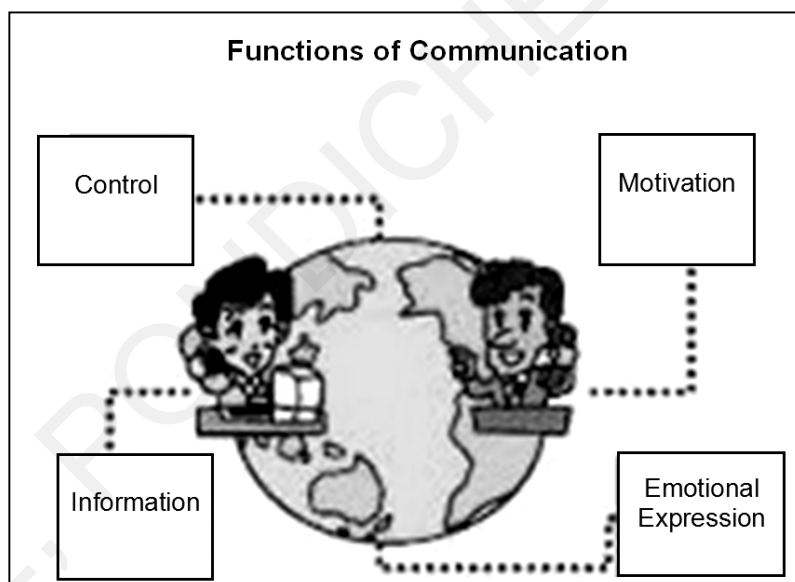 Functions of Communication
Control
Motivation
Information
Emotional
Expression